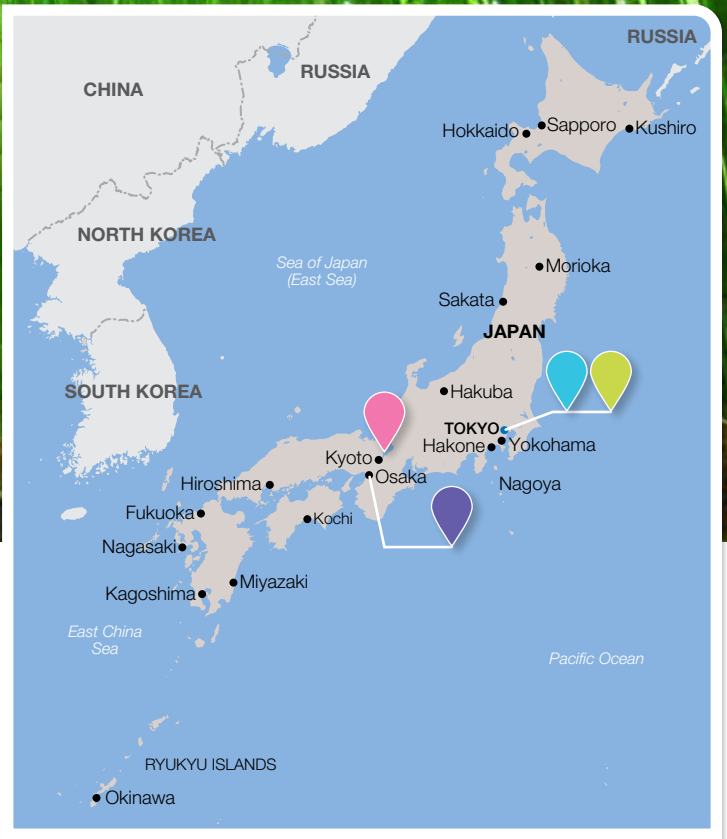 RUSSIA
CHINA
RUSSIA
Hokkaido
Sapporo
Kushiro
NORTH KOREA
Sea of Japan
(East Sea)
Morioka
Sakata
JAPAN
SOUTH KOREA
Hakuba
TOKYO
Hakone
Yokohama
Kyoto
Osaka
Nagoya
Hiroshima
Fukuoka
Kochi
Nagasaki
Miyazaki
Kagoshima
East China
Sea
Pacific Ocean
RYUKYU ISLANDS
Okinawa